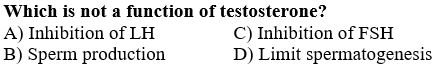 Which is not a function of testosterone?
A) Inhibition of LH C) Inhibition of FSH
B) Sperm production D) Limit spermatogenesis